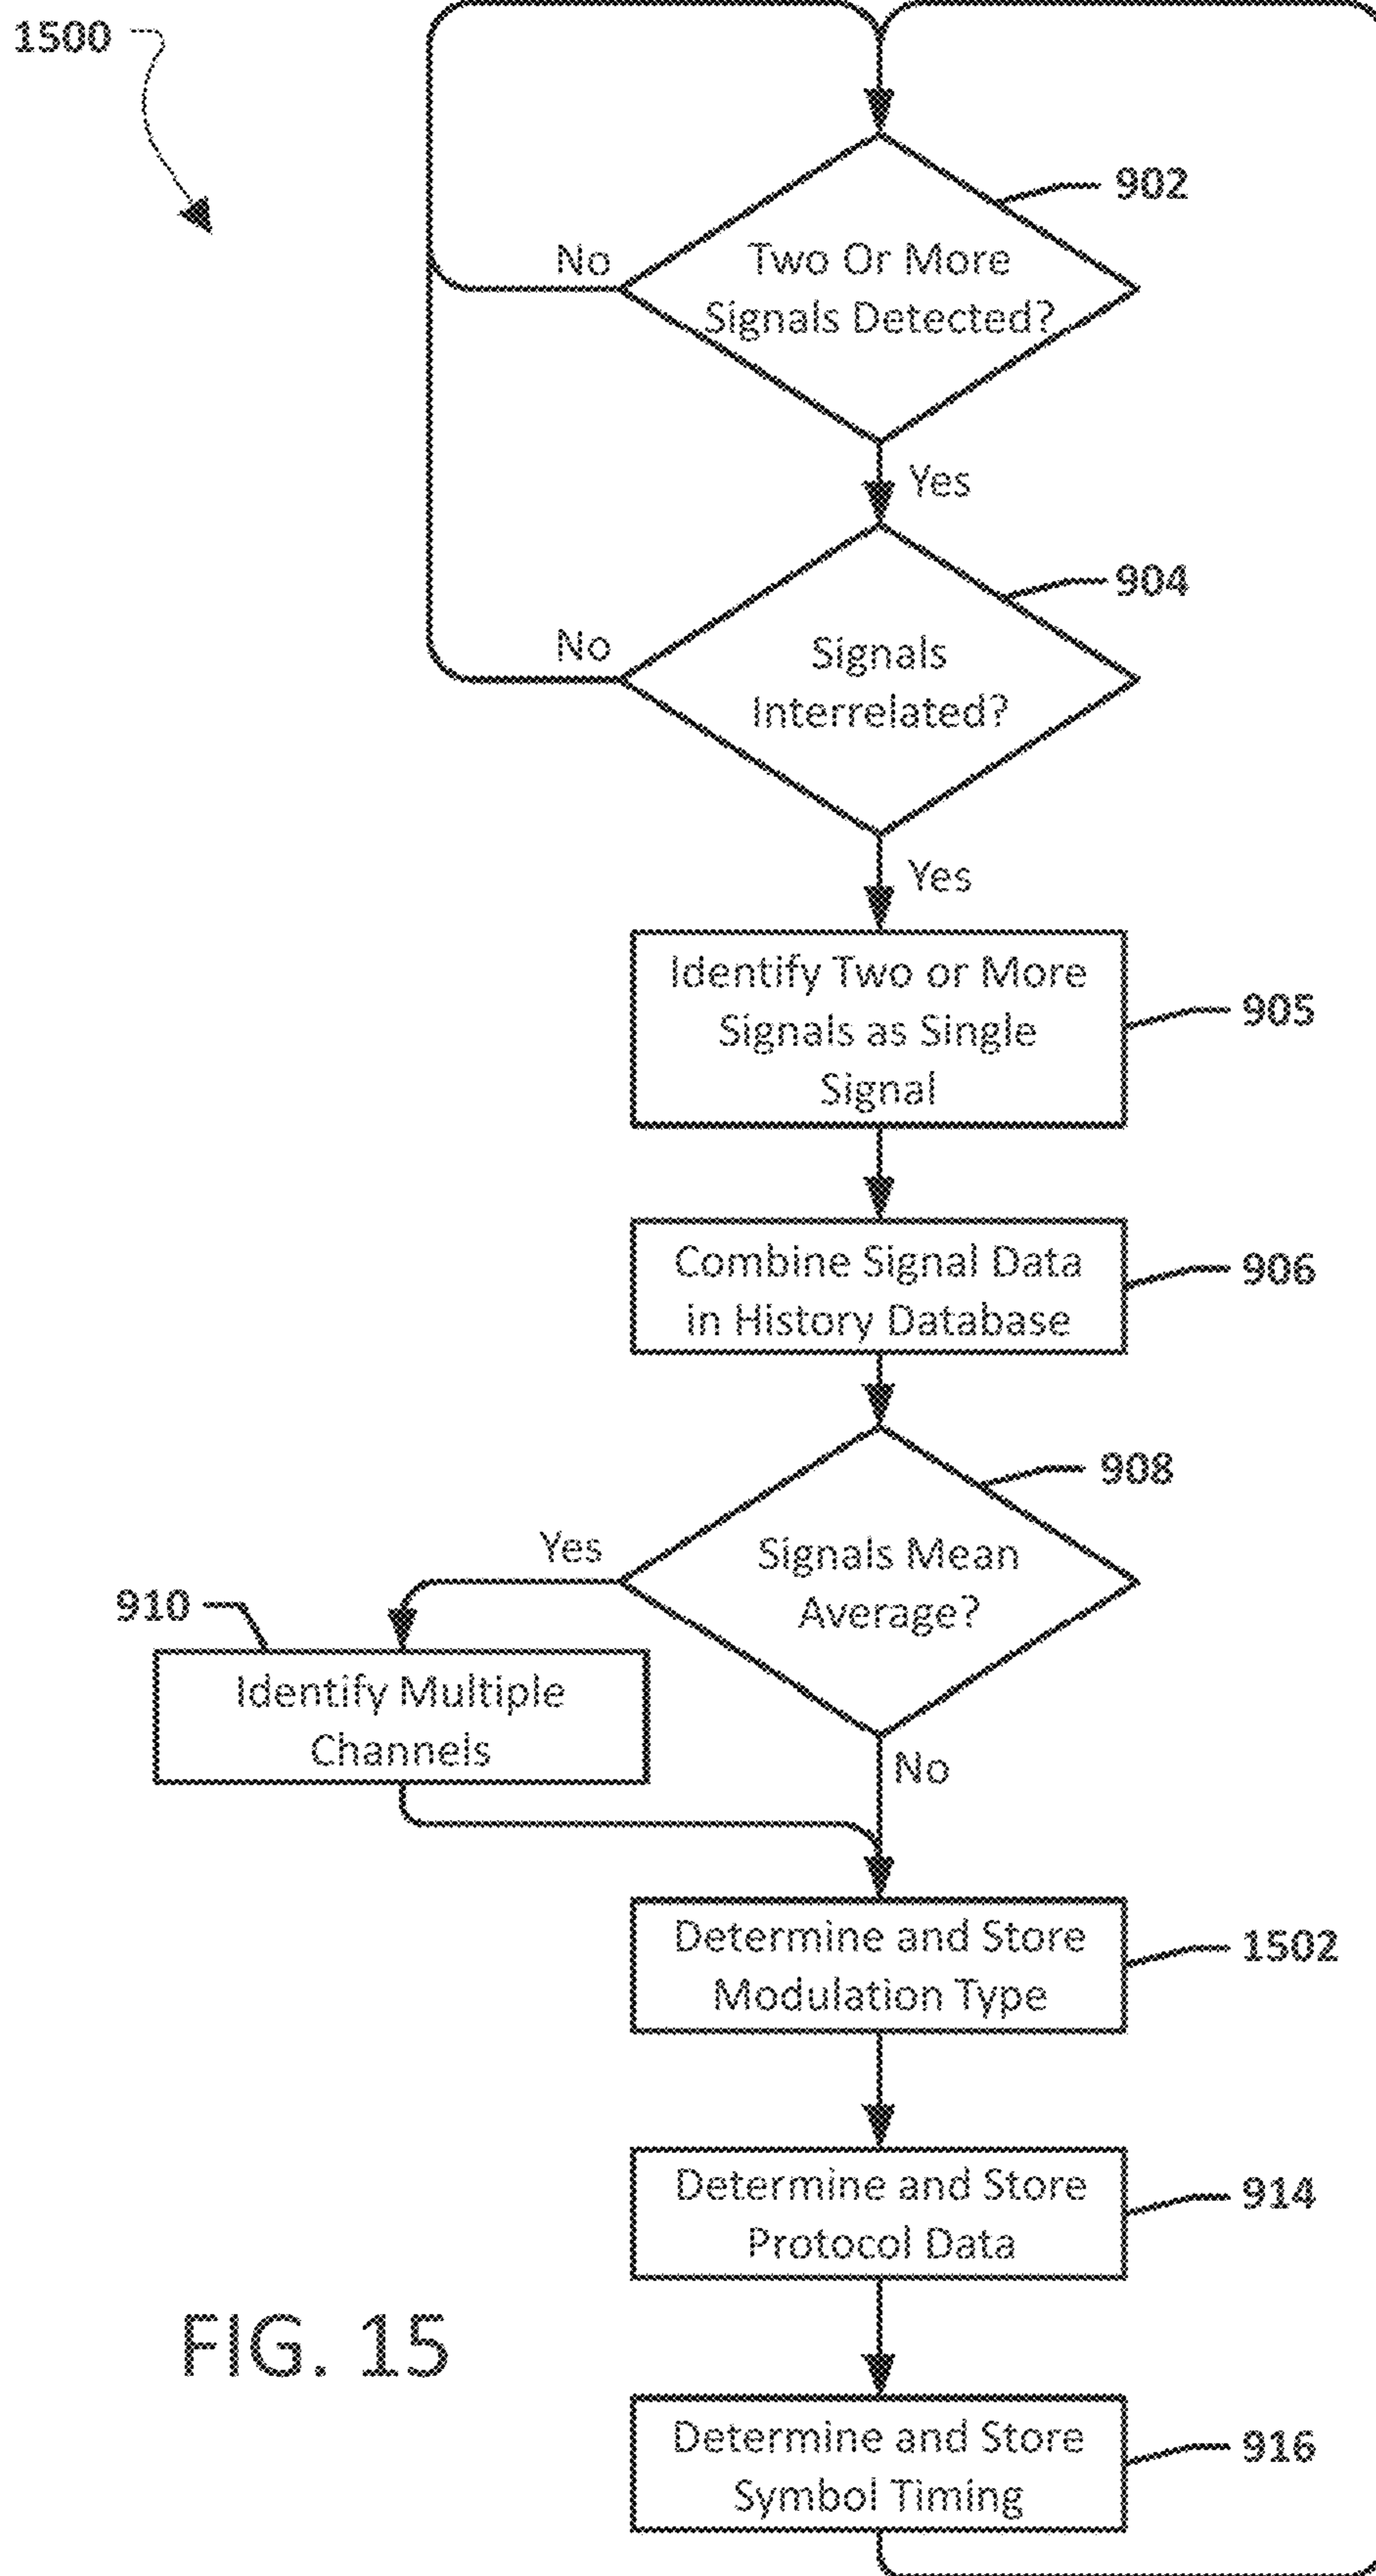 1500
902
No
Two Or More
Signals Detected?
Yes
904
No
Signals
Interrelated?
Yes
Identify Two or More
Signals as Single
Signal
905
Combine Signal Data
in History Database
906
908
Yes
Signals Mean
Average?
910
Identify Multiple
Channels
No
Determine and Store
Modulation Type
1502
Determine and Store
Protocol Data
914
FIG. 15
Determine and Store
Symbol Timing
916